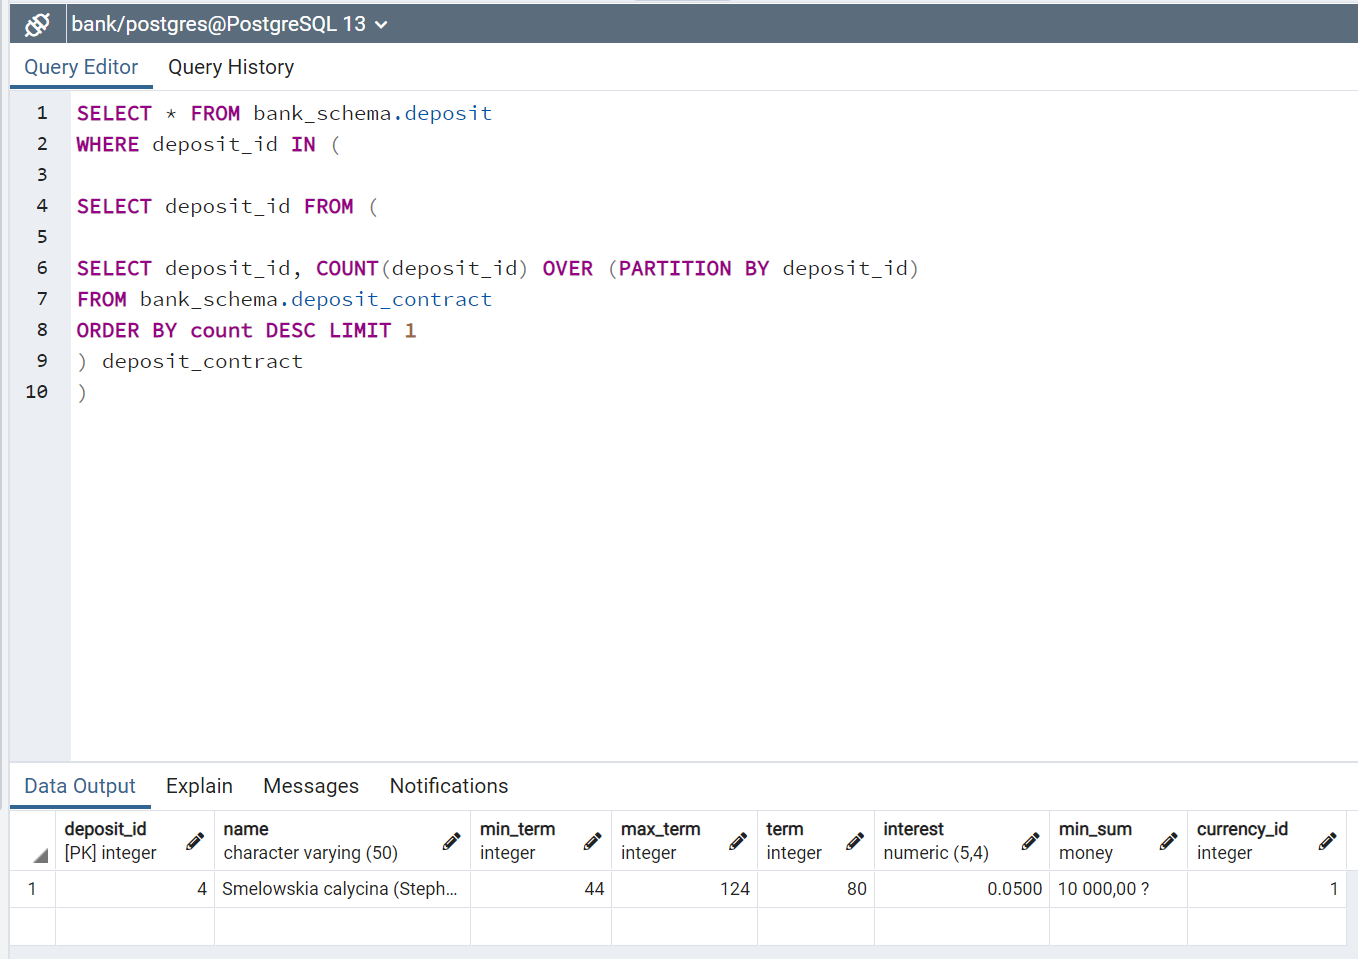 bank/postgres@PostgreSQL 13
Query Editor Query History
1 SELECT * FROM bank_schema.deposit
2 WHERE deposit_id IN (
3
4 SELECT deposit_id FROM (
5
6 SELECT deposit_id, COUNT(deposit_id) OVER (PARTITION BY deposit_id)
7 FROM bank_schema.deposit_contract
8 ORDER BY count DESC LIMIT 1
9 ) deposit_contract
10 )
Data Output Explain Messages Notifications
deposit_id name min_term max_term term interest min_sum currency_id
[PK] integer character varying (50) integer integer integer numeric (5,4) money integer
1 4 Smelowskia calycina (Steph... 44 124 80 0.0500 10 000,00 ? 1